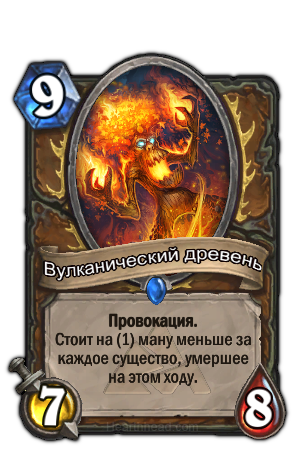 9
Вулканический древень
Провокация.
Стоит на (1) ману меньше за
каждое существо, умершее
на этом ходу.
7
8